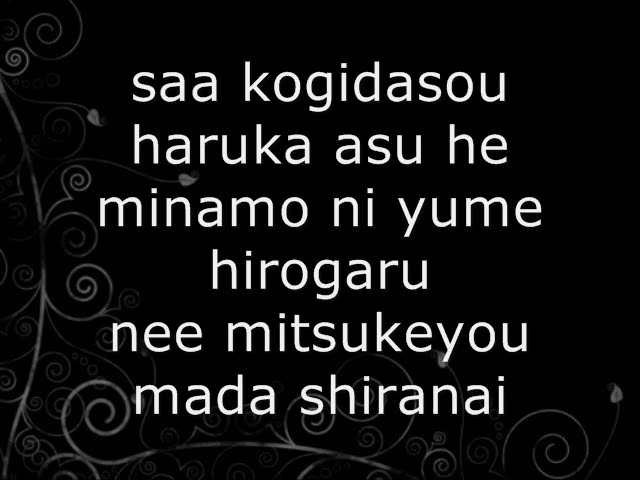 saa kogidasou
haruka asu he
minamo ni yume
hirogaru
nee mitsukeyou
mada shiranai